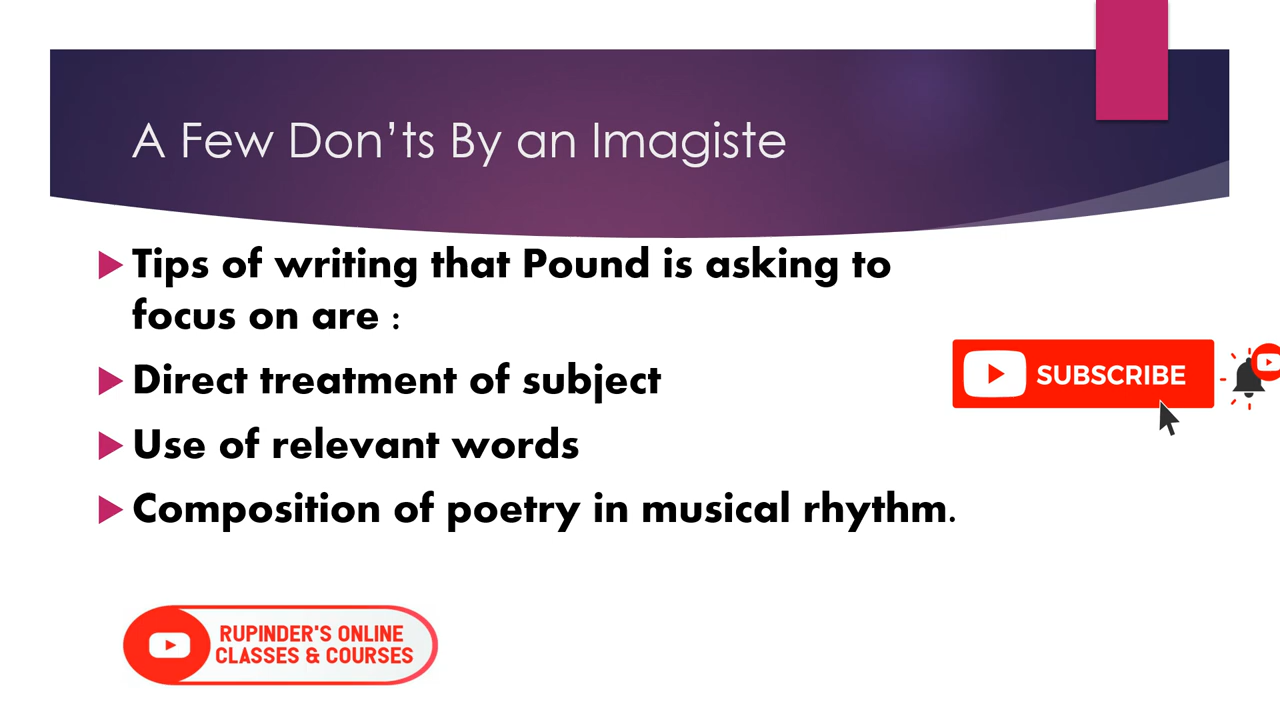 A Few Don’ts By an Imagiste
Tips of writing that Pound is asking to
focus on are :
Direct treatment of subject
Use of relevant words
Composition of poetry in musical rhythm.
SUBSCRIBE
RUPINDER'S ONLINE
CLASSES & COURSES